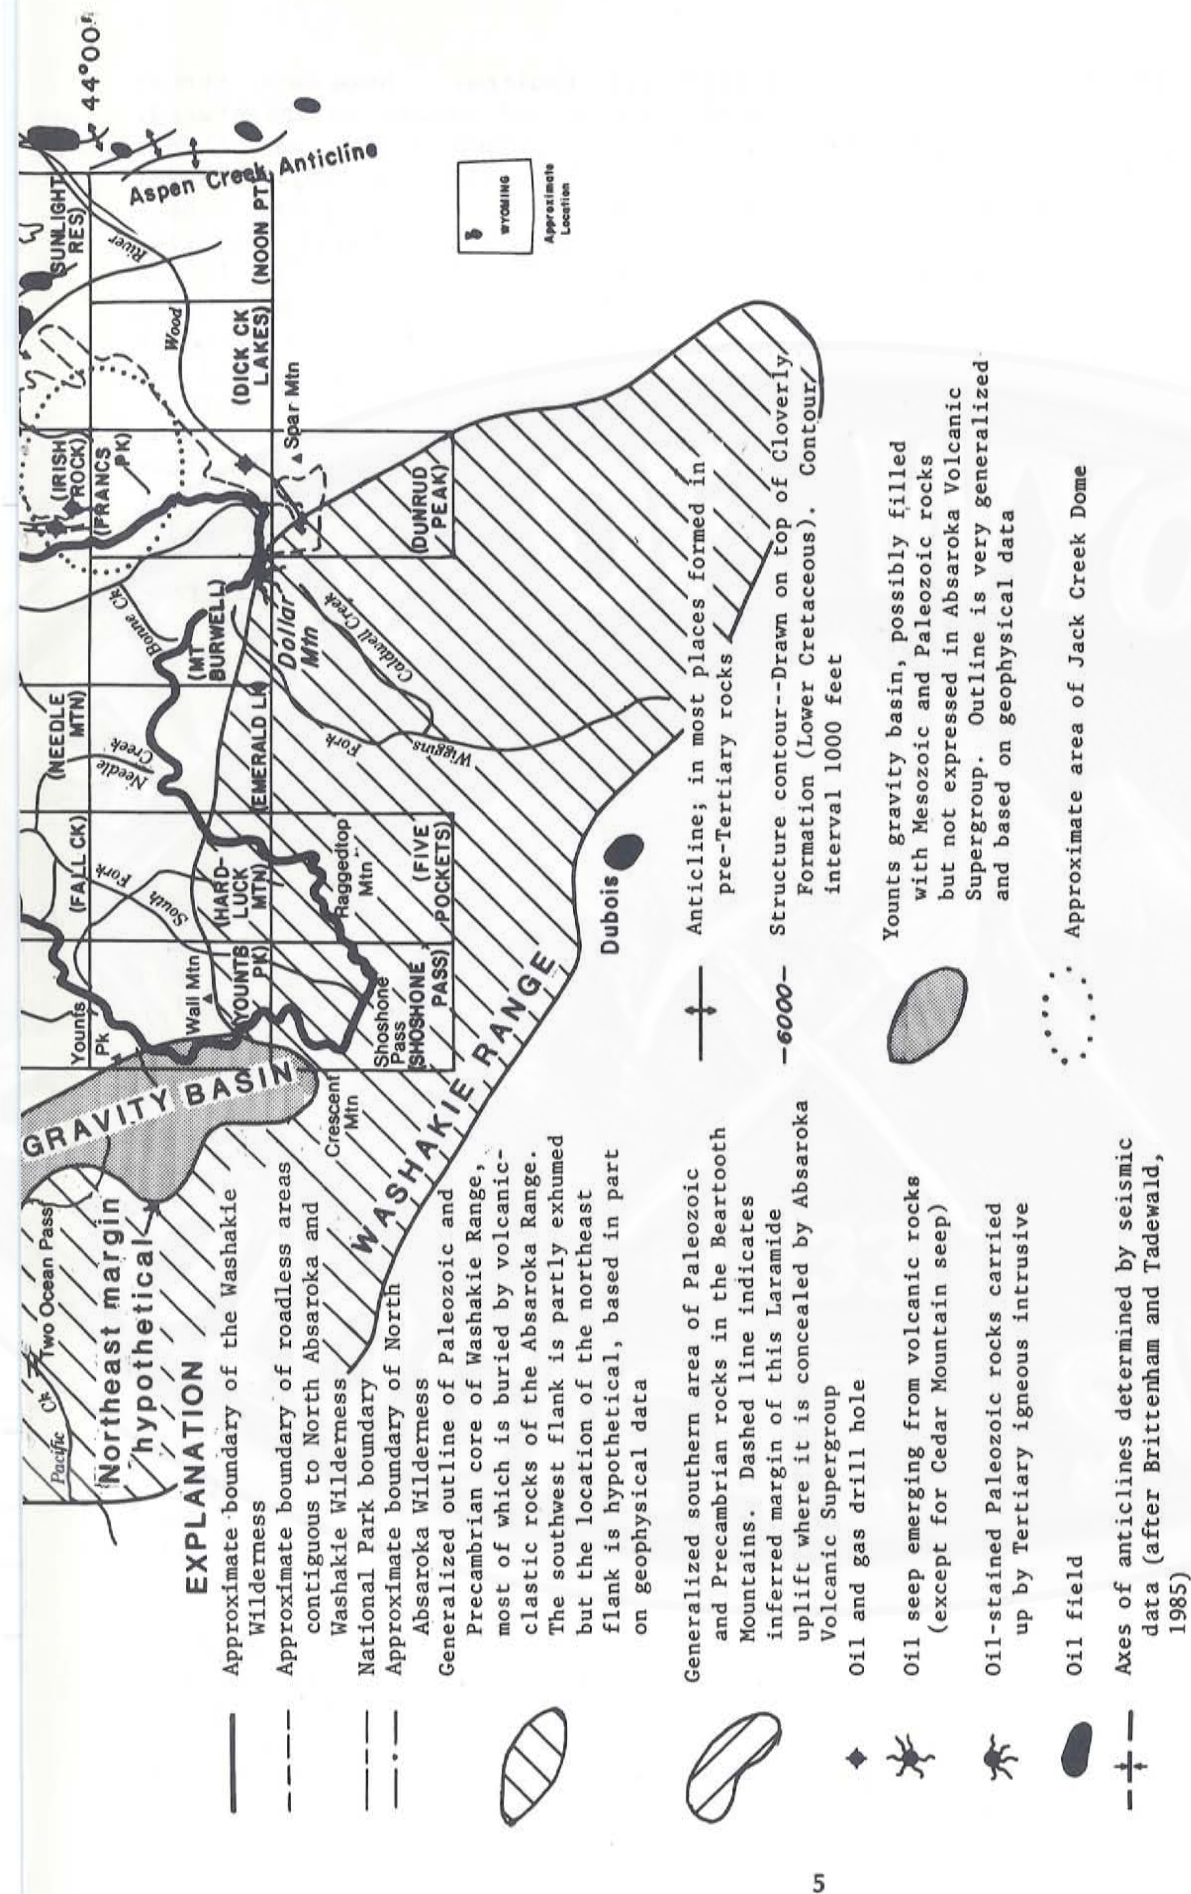 44°00'
Aspen Creek Anticline
SUNLIGHT
RES)
River
(NOON PT)
Wood
(DICK CK
LAKES)
Spar Mtn
(IRISH
ROCK)
(FRANCS
PK)
(DUNRUD
PEAK)
Bonne Ck
(MT
BURWELL)
Dollar
Mtn
Caldwell Creek
(NEEDLE
MTN)
Needle
Creek
(EMERALD LK)
Fork
Wiggins
(FALL CK)
South
Fork
(HARD-
LUCK
MTN)
Raggedtop
Mtn
(FIVE
POCKETS)
Younts
Pk
Wall Mtn
(YOUNTS
PK)
Shoshone
Pass
(SHOSHONE
PASS)
GRAVITY BASIN
Crescent
Mtn
WASHAKIE RANGE
Dubois
Two Ocean Pass
Pacific Ck
(Northeast margin
hypothetical
WYOMING
Approximate
Location
EXPLANATION
Approximate boundary of the Washakie
Wilderness
Approximate boundary of roadless areas
contiguous to North Absaroka and
Washakie Wilderness
National Park boundary
Approximate boundary of North
Absaroka Wilderness
Generalized outline of Paleozoic and
Precambrian core of Washakie Range,
most of which is buried by volcanic-
clastic rocks of the Absaroka Range.
The southwest flank is partly exhumed
but the location of the northeast
flank is hypothetical, based in part
on geophysical data
Generalized southern area of Paleozoic
and Precambrian rocks in the Beartooth
Mountains. Dashed line indicates
inferred margin of this Laramide
uplift where it is concealed by Absaroka
Volcanic Supergroup
Oil and gas drill hole
Oil seep emerging from volcanic rocks
(except for Cedar Mountain seep)
Oil-stained Paleozoic rocks carried
up by Tertiary igneous intrusive
Oil field
Axes of anticlines determined by seismic
data (after Brittenham and Tadewald,
1985)
Anticline; in most places formed in
pre-Tertiary rocks
-6000-
Structure contour--Drawn on top of Cloverly
Formation (Lower Cretaceous). Contour
interval 1000 feet
Younts gravity basin, possibly filled
with Mesozoic and Paleozoic rocks
but not expressed in Absaroka Volcanic
Supergroup. Outline is very generalized
and based on geophysical data
Approximate area of Jack Creek Dome
5